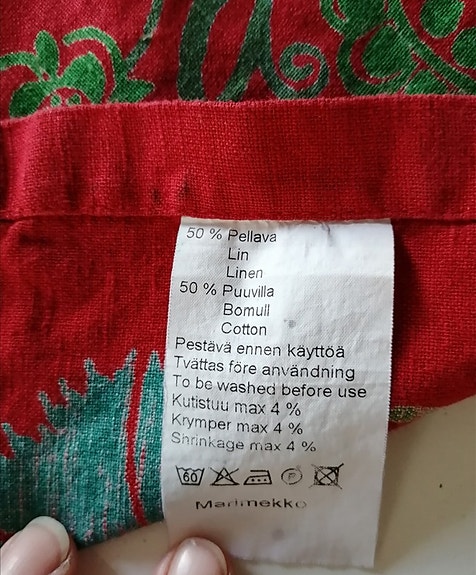 50 % Pellava
Lin
Linen
50 % Puuvilla
Bomull
Cotton
Pestävä ennen käyttöä
Tvättas före användning
To be washed before use
Kutistuu max 4 %
Krymper max 4 %
Shrinkage max 4 %
60 P
Marimekko